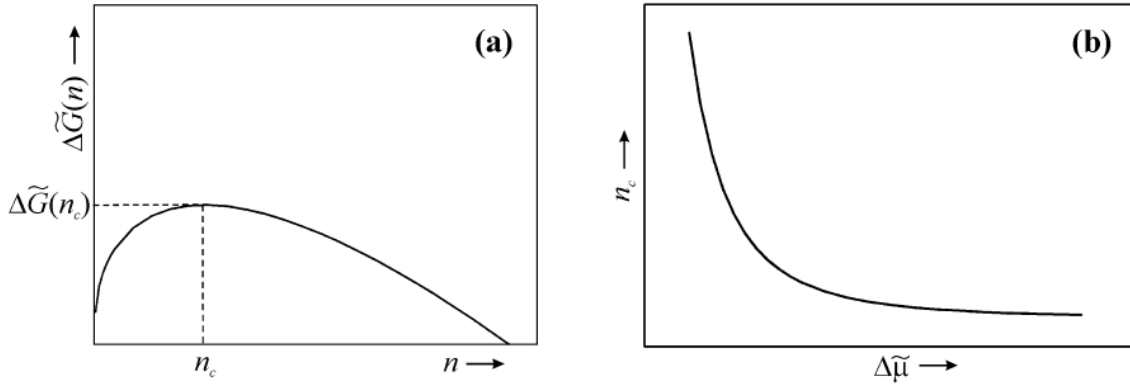 (a)
ΔG̃(n) →
ΔG̃(n_c)
n_c
n →
(b)
n_c →
Δμ̃ →